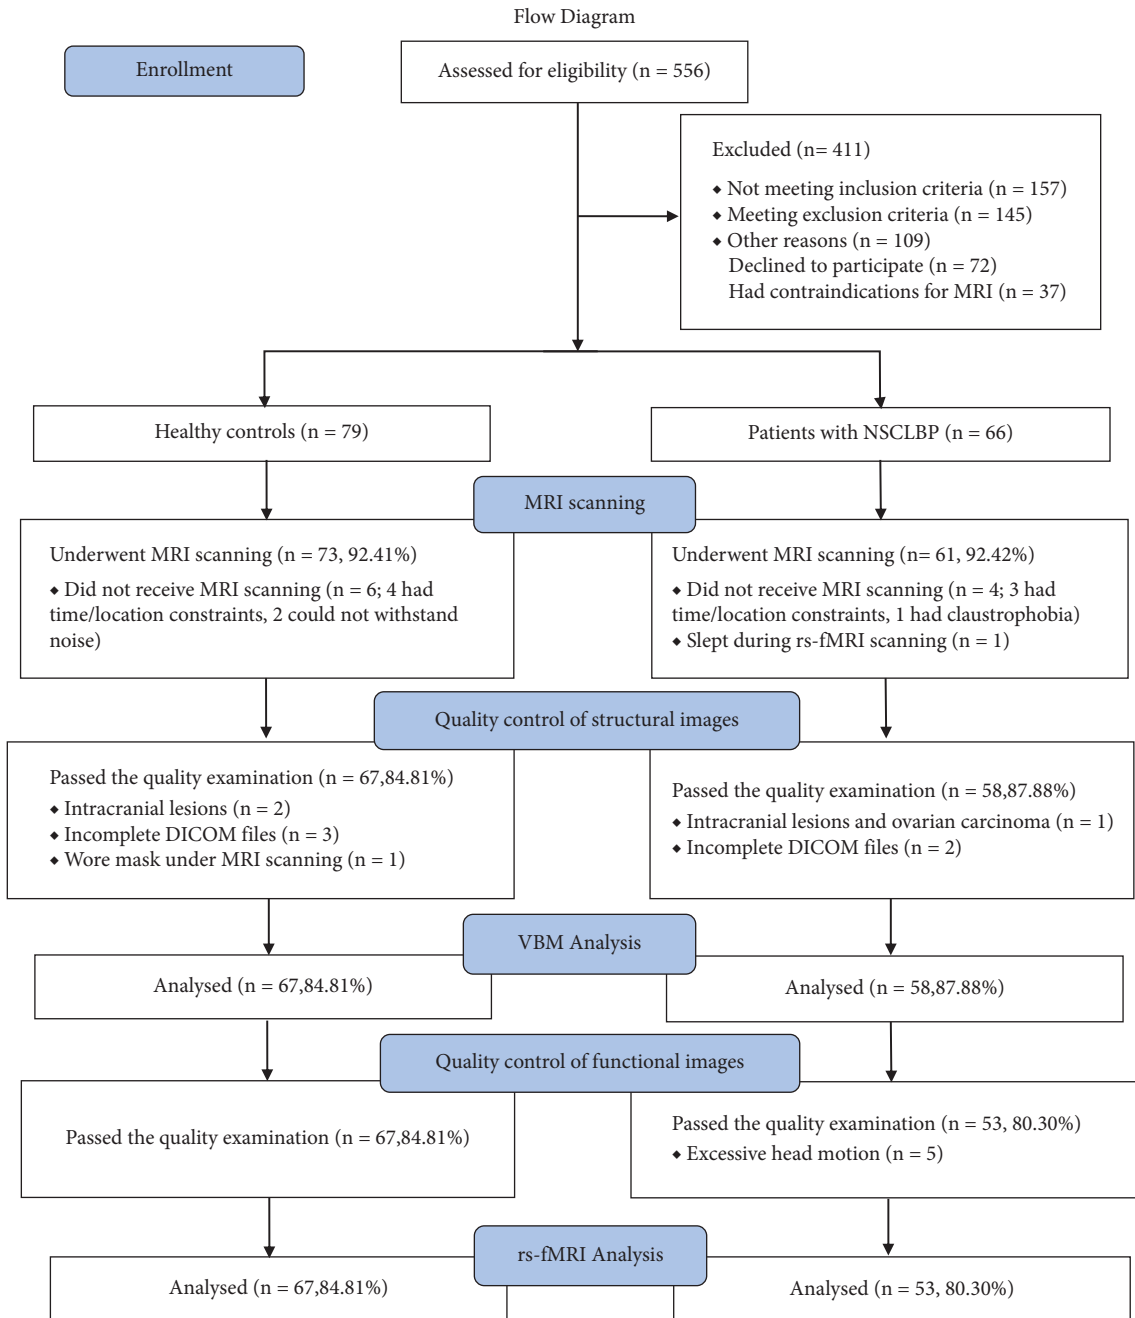 Flow Diagram
Enrollment
Assessed for eligibility (n = 556)
Excluded (n= 411)
◆ Not meeting inclusion criteria (n = 157)
◆ Meeting exclusion criteria (n = 145)
◆ Other reasons (n = 109)
Declined to participate (n = 72)
Had contraindications for MRI (n = 37)
Healthy controls (n = 79)
Patients with NSCLBP (n = 66)
MRI scanning
Underwent MRI scanning (n = 73, 92.41%)
◆ Did not receive MRI scanning (n = 6; 4 had
time/location constraints, 2 could not withstand
noise)
Underwent MRI scanning (n= 61, 92.42%)
◆ Did not receive MRI scanning (n = 4; 3 had
time/location constraints, 1 had claustrophobia)
◆ Slept during rs-fMRI scanning (n = 1)
Quality control of structural images
Passed the quality examination (n = 67,84.81%)
◆ Intracranial lesions (n = 2)
◆ Incomplete DICOM files (n = 3)
◆ Wore mask under MRI scanning (n = 1)
Passed the quality examination (n = 58,87.88%)
◆ Intracranial lesions and ovarian carcinoma (n = 1)
◆ Incomplete DICOM files (n = 2)
VBM Analysis
Analysed (n = 67,84.81%)
Analysed (n = 58,87.88%)
Quality control of functional images
Passed the quality examination (n = 67,84.81%)
Passed the quality examination (n = 53, 80.30%)
◆ Excessive head motion (n = 5)
rs-fMRI Analysis
Analysed (n = 67,84.81%)
Analysed (n = 53, 80.30%)